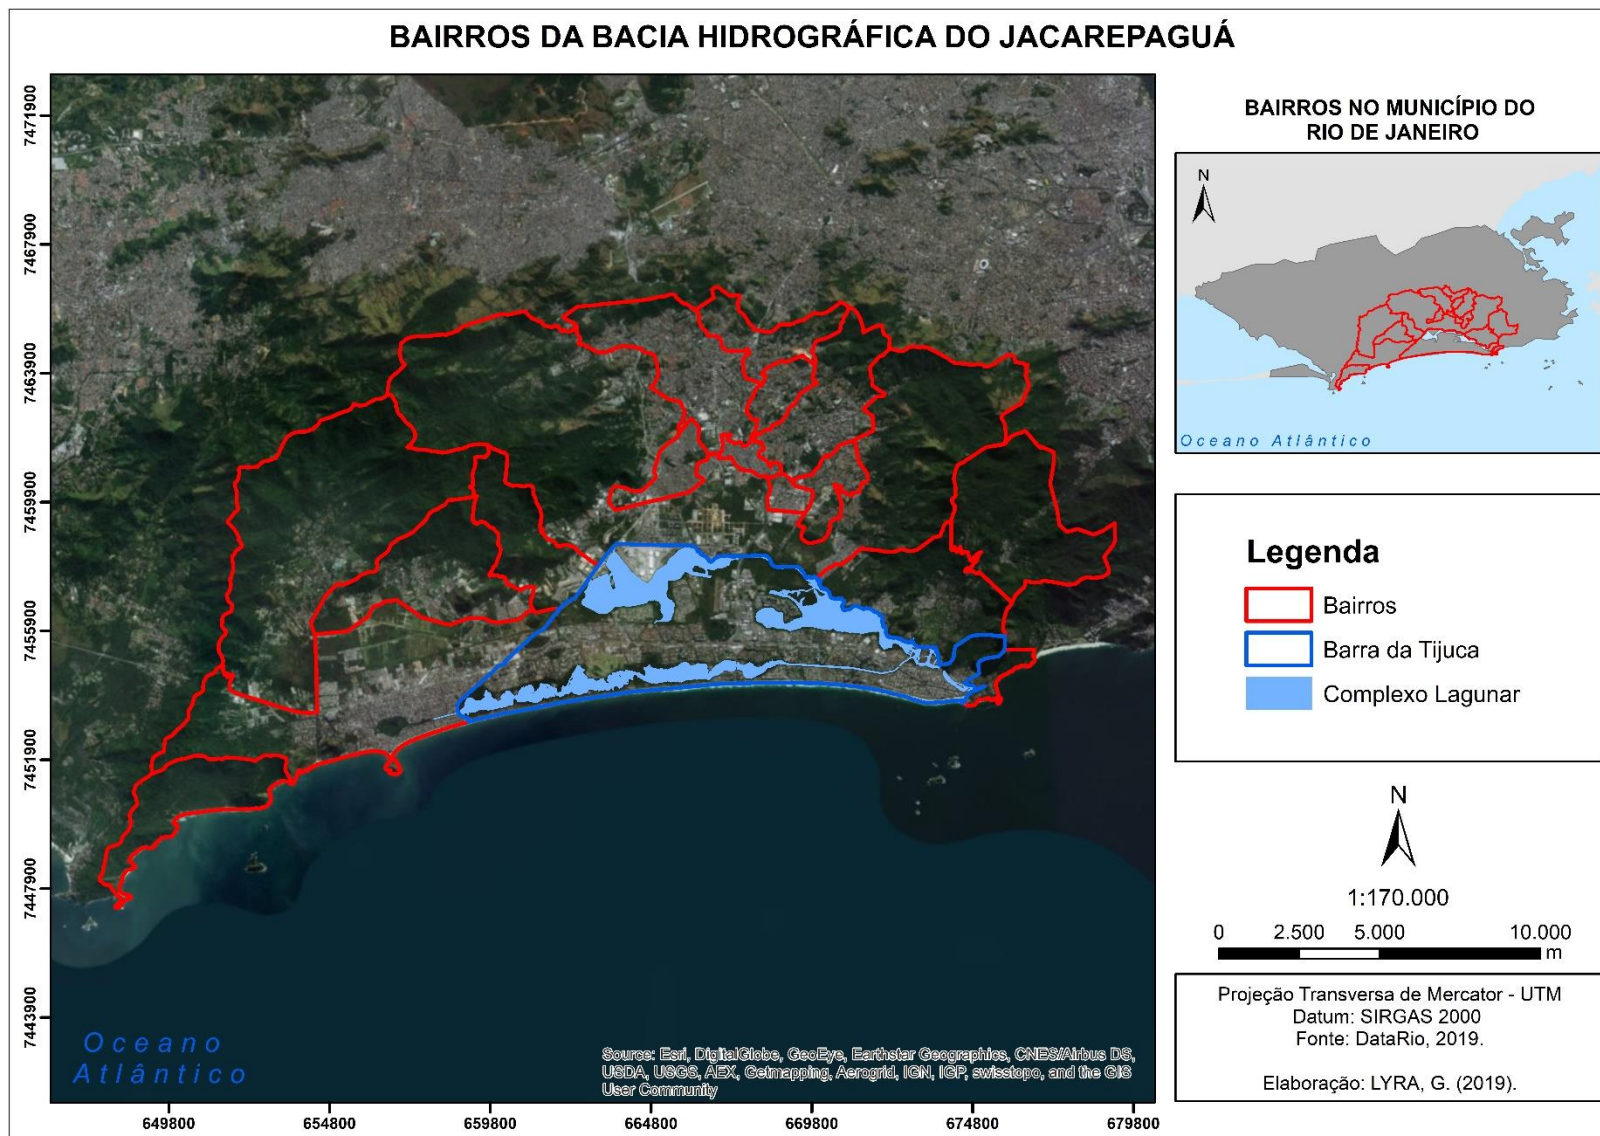 BAIRROS DA BACIA HIDROGRÁFICA DO JACAREPAGUÁ
7471900
7467900
7463900
7459900
7455900
7451900
7447900
7443900
649800
654800
659800
664800
669800
674800
679800
Oceano
Atlântico
Source: Esri, DigitalGlobe, GeoEye, Earthstar Geographics, CNES/Airbus DS,
USDA, USGS, AEX, Getmapping, Aerogrid, IGN, IGP, swisstopo, and the GIS
User Community
BAIRROS NO MUNICÍPIO DO
RIO DE JANEIRO
N
Oceano Atlântico
Legenda
Bairros
Barra da Tijuca
Complexo Lagunar
N
1:170.000
0 2.500 5.000 10.000
m
Projeção Transversa de Mercator - UTM
Datum: SIRGAS 2000
Fonte: DataRio, 2019.
Elaboração: LYRA, G. (2019).